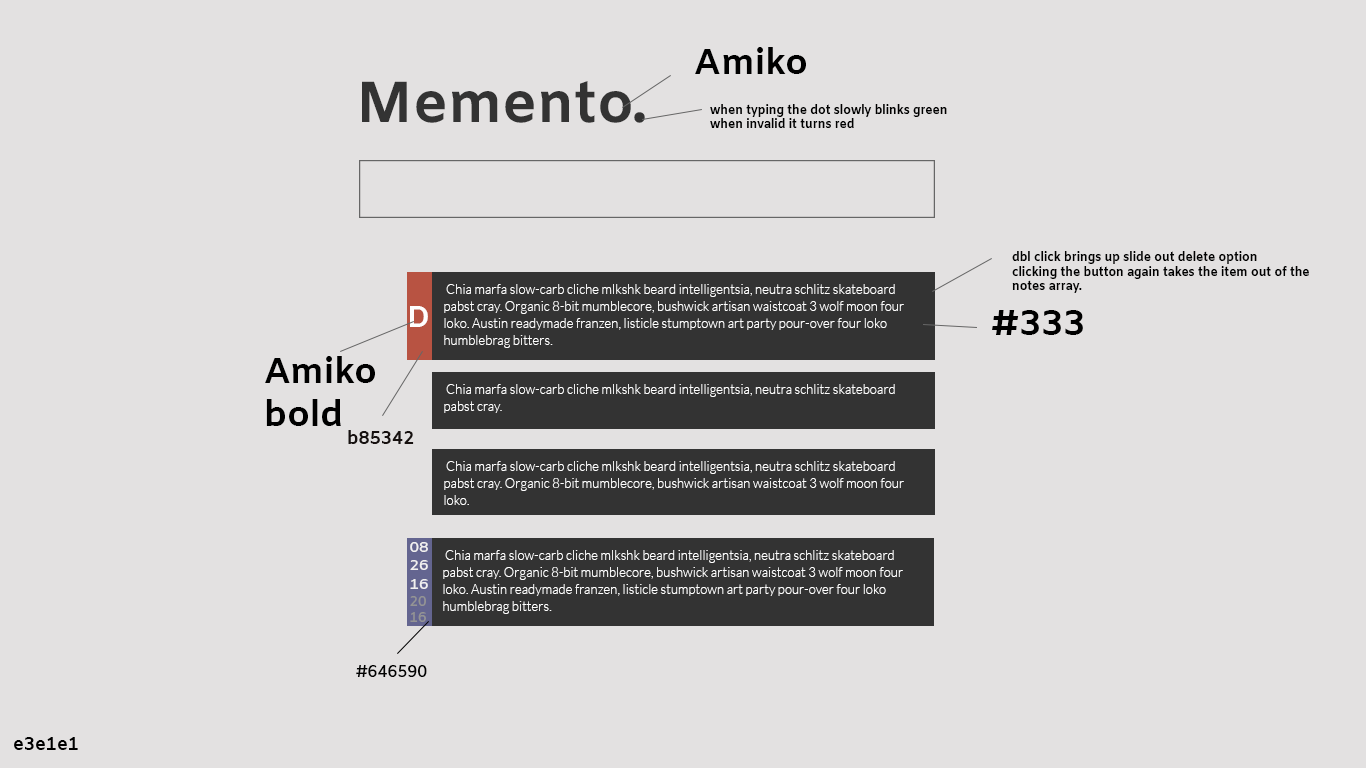 Amiko
Memento.
when typing the dot slowly blinks green
when invalid it turns red
dbl click brings up slide out delete option
clicking the button again takes the item out of the
notes array.
#333
D
Chia marfa slow-carb cliche mlkshk beard intelligentsia, neutra schlitz skateboard
pabst cray. Organic 8-bit mumblecore, bushwick artisan waistcoat 3 wolf moon four
loko. Austin readymade franzen, listicle stumptown art party pour-over four loko
humblebrag bitters.
Amiko
bold
b85342
Chia marfa slow-carb cliche mlkshk beard intelligentsia, neutra schlitz skateboard
pabst cray.
Chia marfa slow-carb cliche mlkshk beard intelligentsia, neutra schlitz skateboard
pabst cray. Organic 8-bit mumblecore, bushwick artisan waistcoat 3 wolf moon four
loko.
08
26
16
20
16
Chia marfa slow-carb cliche mlkshk beard intelligentsia, neutra schlitz skateboard
pabst cray. Organic 8-bit mumblecore, bushwick artisan waistcoat 3 wolf moon four
loko. Austin readymade franzen, listicle stumptown art party pour-over four loko
humblebrag bitters.
#646590
e3e1e1